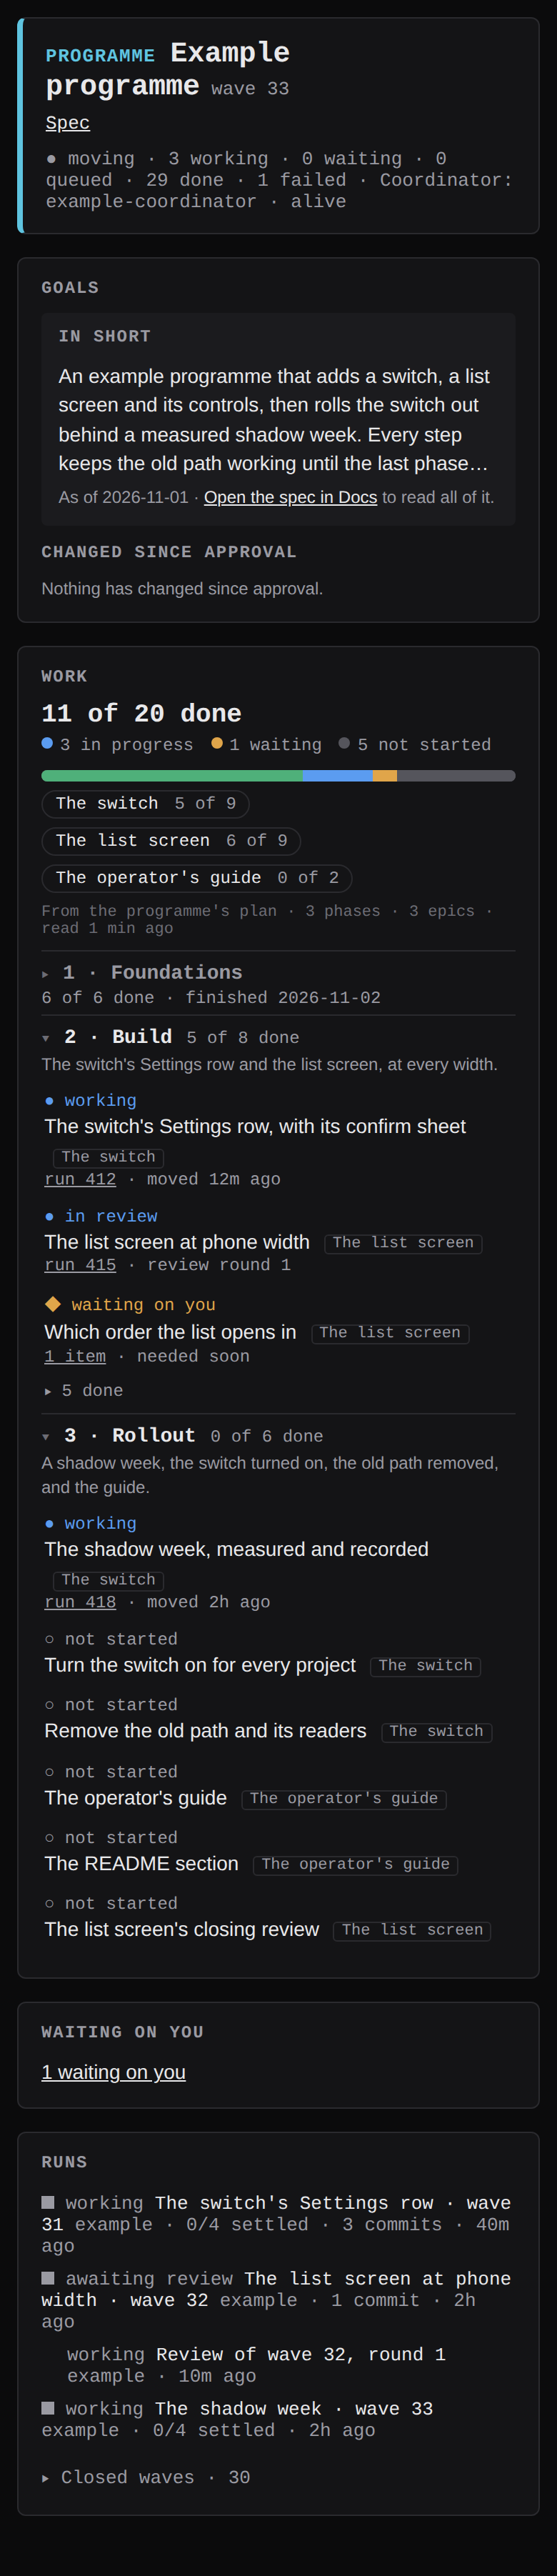 PROGRAMME Example
programme wave 33
Spec
● moving · 3 working · 0 waiting · 0
queued · 29 done · 1 failed · Coordinator:
example-coordinator · alive
GOALS
IN SHORT
An example programme that adds a switch, a list
screen and its controls, then rolls the switch out
behind a measured shadow week. Every step
keeps the old path working until the last phase…
As of 2026-11-01 · Open the spec in Docs to read all of it.
CHANGED SINCE APPROVAL
Nothing has changed since approval.
WORK
11 of 20 done
3 in progress 1 waiting 5 not started
The switch 5 of 9
The list screen 6 of 9
The operator's guide 0 of 2
From the programme's plan · 3 phases · 3 epics ·
read 1 min ago
▸ 1 · Foundations
6 of 6 done · finished 2026-11-02
▾ 2 · Build 5 of 8 done
The switch's Settings row and the list screen, at every width.
● working
The switch's Settings row, with its confirm sheet
The switch
run 412 · moved 12m ago
● in review
The list screen at phone width The list screen
run 415 · review round 1
◆ waiting on you
Which order the list opens in The list screen
1 item · needed soon
▸ 5 done
▾ 3 · Rollout 0 of 6 done
A shadow week, the switch turned on, the old path removed,
and the guide.
● working
The shadow week, measured and recorded
The switch
run 418 · moved 2h ago
○ not started
Turn the switch on for every project The switch
○ not started
Remove the old path and its readers The switch
○ not started
The operator's guide The operator's guide
○ not started
The README section The operator's guide
○ not started
The list screen's closing review The list screen
WAITING ON YOU
1 waiting on you
RUNS
■ working The switch's Settings row · wave
31 example · 0/4 settled · 3 commits · 40m
ago
■ awaiting review The list screen at phone
width · wave 32 example · 1 commit · 2h
ago
working Review of wave 32, round 1
example · 10m ago
■ working The shadow week · wave 33
example · 0/4 settled · 2h ago
▸ Closed waves · 30